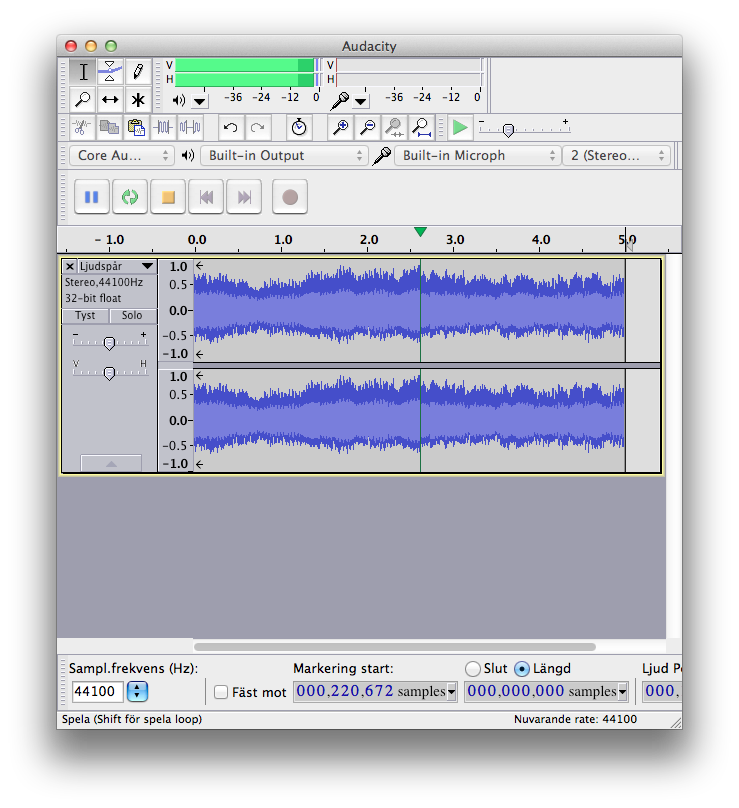 Audacity
V V
H H
-36 -24 -12 0 -36 -24 -12 0
- +
Core Au... Built-in Output Built-in Microph 2 (Stereo...
- 1.0 0.0 1.0 2.0 3.0 4.0 5.0
Ljudspår
Stereo,44100Hz
32-bit float
Tyst Solo
- +
V H
1.0
0.5-
0.0-
-0.5-
-1.0
1.0
0.5-
0.0-
-0.5-
-1.0
Sampl.frekvens (Hz): Markering start: Slut Längd Ljud P
44100 Fäst mot 000,220,672 samples 000,000,000 samples 000,
Spela (Shift för spela loop) Nuvarande rate: 44100